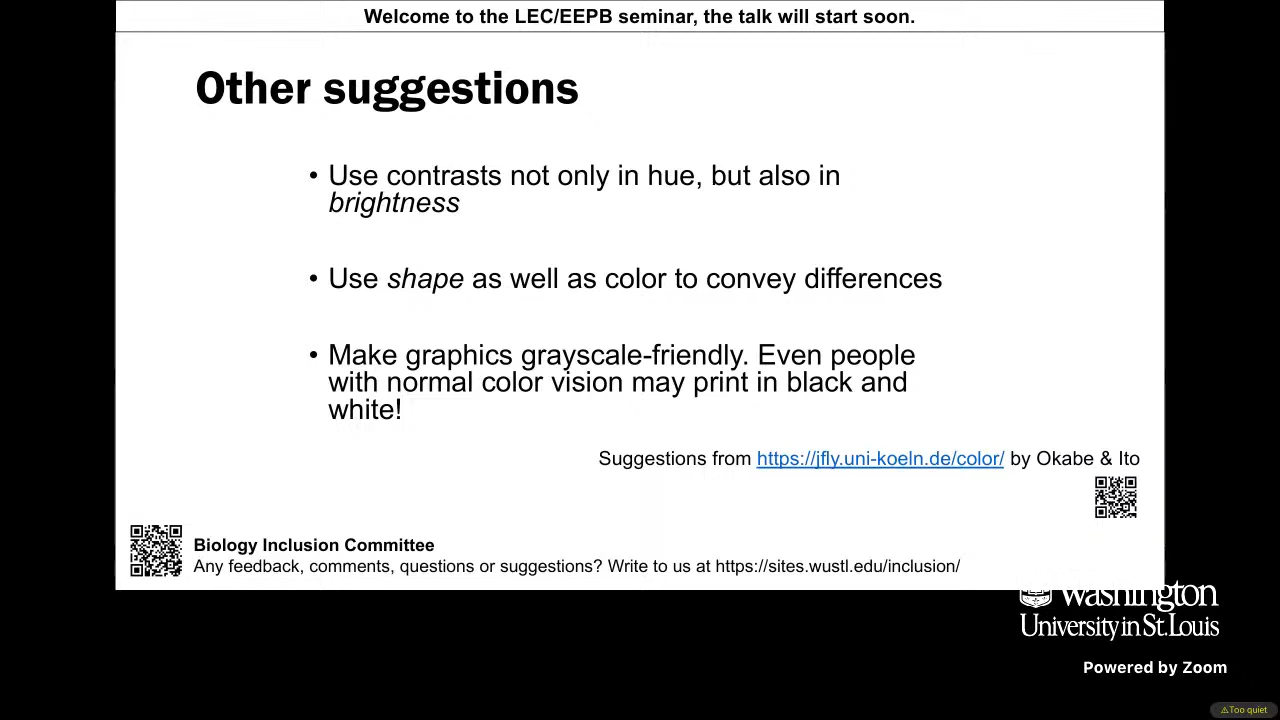 Welcome to the LEC/EEPB seminar, the talk will start soon.
Other suggestions
• Use contrasts not only in hue, but also in
brightness
• Use shape as well as color to convey differences
• Make graphics grayscale-friendly. Even people
with normal color vision may print in black and
white!
Suggestions from https://jfly.uni-koeln.de/color/ by Okabe & Ito
Biology Inclusion Committee
Any feedback, comments, questions or suggestions? Write to us at https://sites.wustl.edu/inclusion/
Washington
University in St. Louis
Powered by Zoom
⚠Too quiet